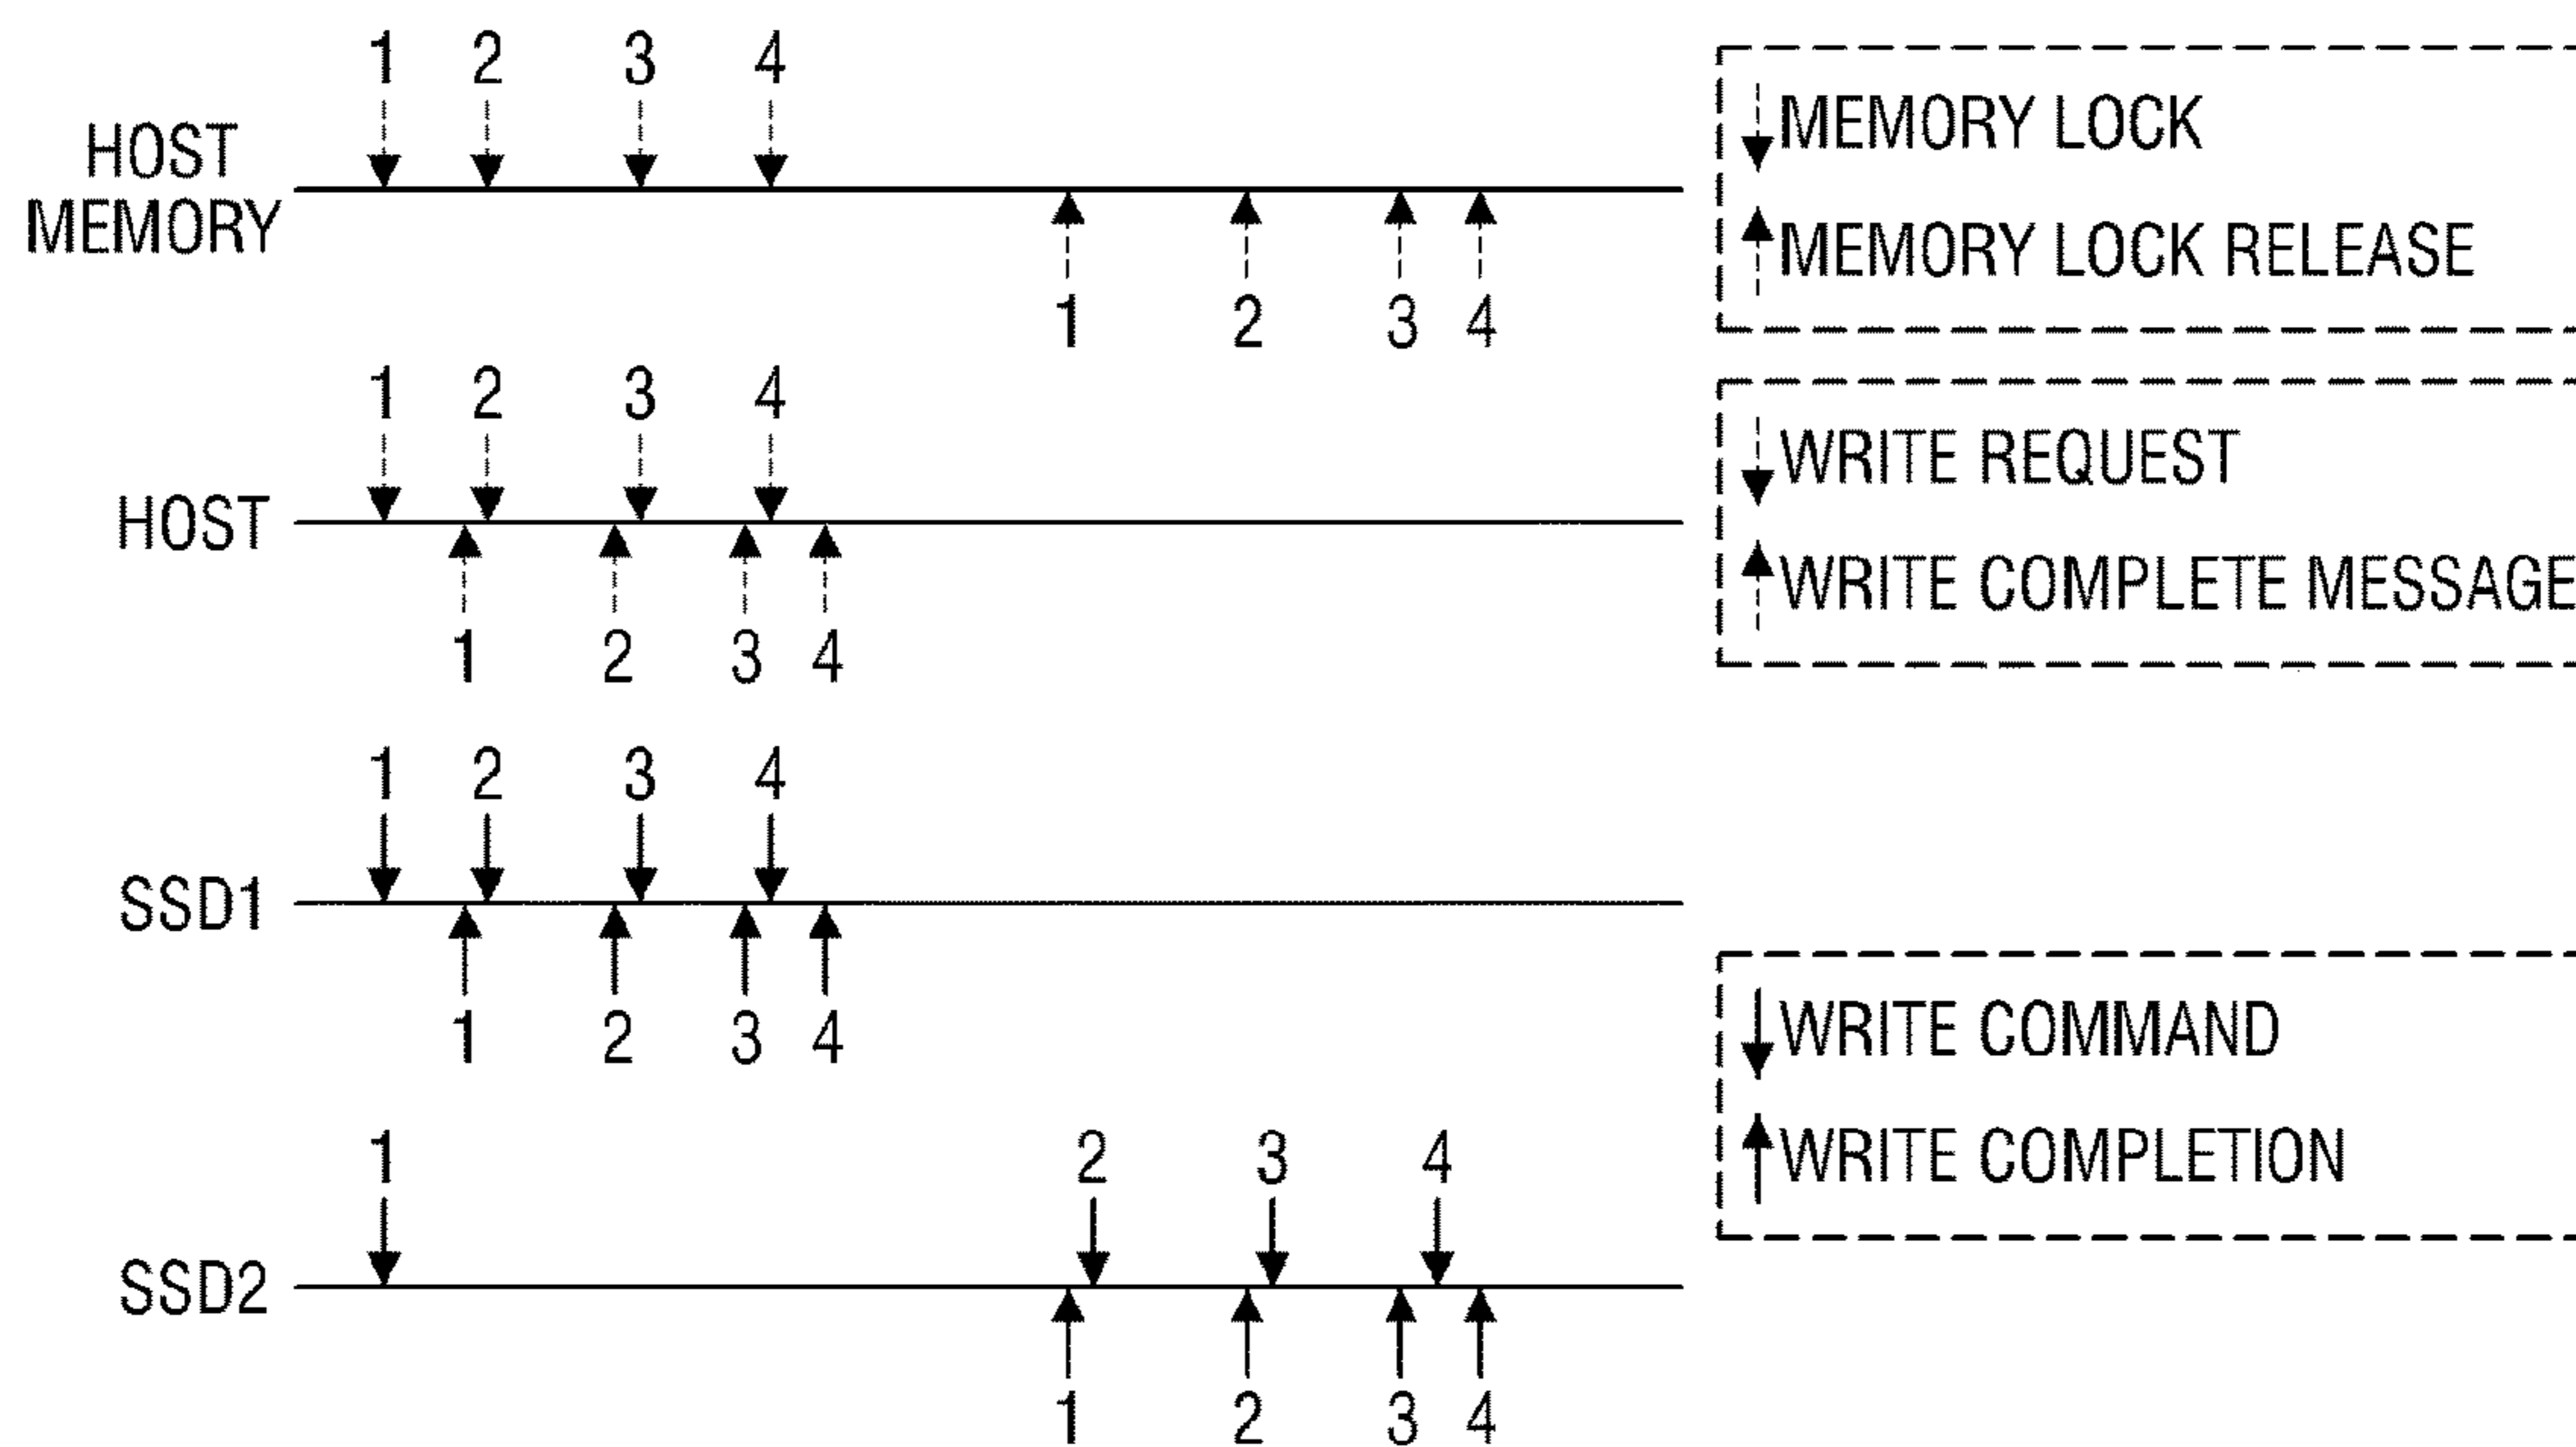 1 2 3 4
HOST
MEMORY
1 2 3 4
MEMORY LOCK
MEMORY LOCK RELEASE
1 2 3 4
HOST
1 2 3 4
WRITE REQUEST
WRITE COMPLETE MESSAGE
1 2 3 4
SSD1
1 2 3 4
1 2 3 4
SSD2
1 2 3 4
WRITE COMMAND
WRITE COMPLETION